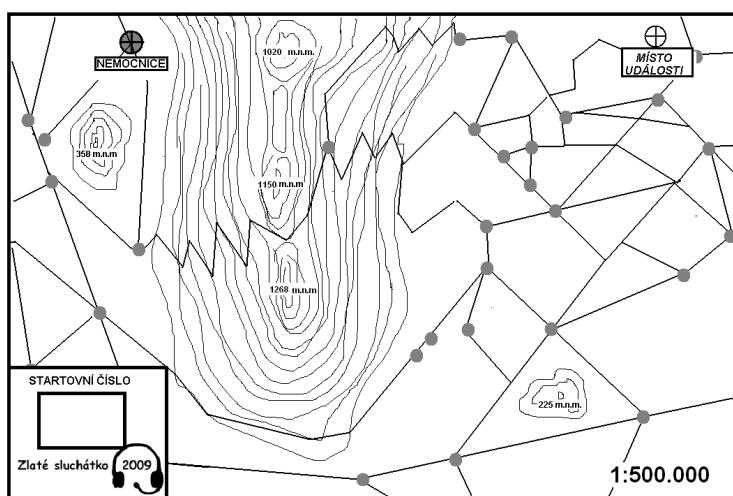 1020 m.n.m.
NEMOCNICE
MÍSTO
UDÁLOSTI
358 m.n.m
1150 m.n.m
1268 m.n.m
225 m.n.m.
STARTOVNÍ ČÍSLO
Zlaté sluchátko 2009
1:500.000